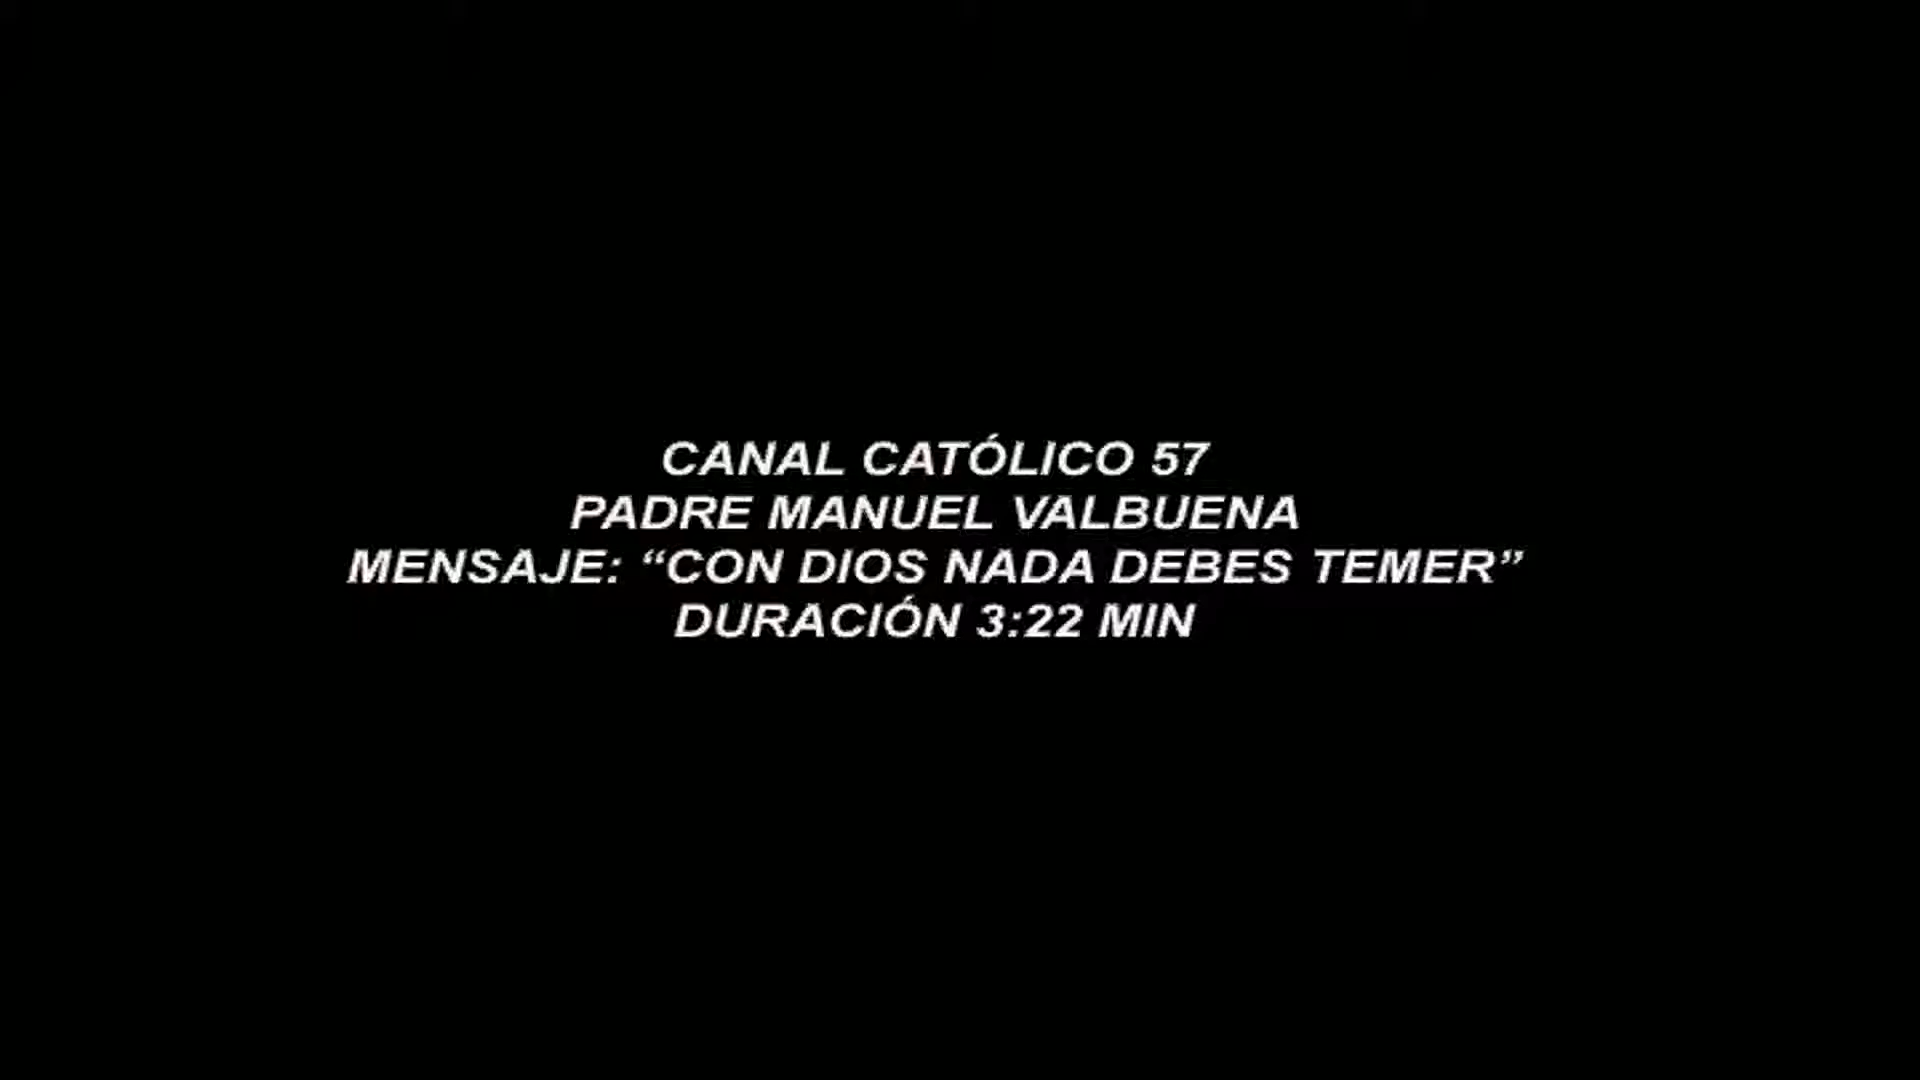 CANAL CATÓLICO 57
PADRE MANUEL VALBUENA
MENSAJE: “CON DIOS NADA DEBES TEMER”
DURACIÓN 3:22 MIN